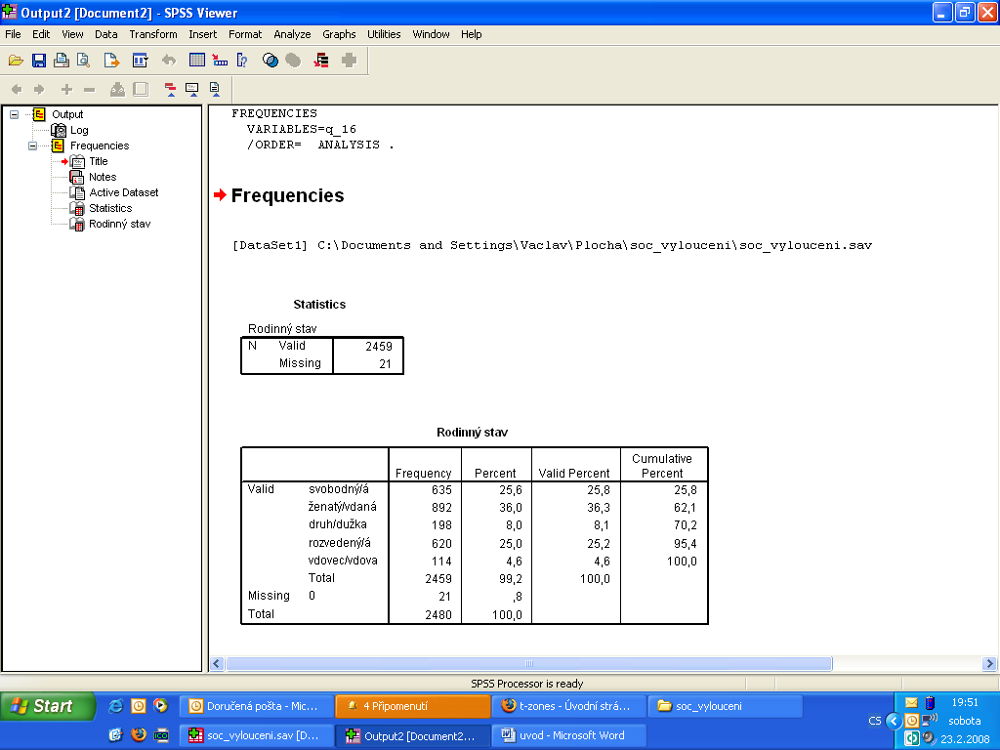 Output2 [Document2] - SPSS Viewer
File Edit View Data Transform Insert Format Analyze Graphs Utilities Window Help
Output
Log
Frequencies
Title
Notes
Active Dataset
Statistics
Rodinný stav
FREQUENCIES
VARIABLES=q_16
/ORDER= ANALYSIS .
Frequencies
[DataSet1] C:\Documents and Settings\Vaclav\Plocha\soc_vylouceni\soc_vylouceni.sav
Statistics
Rodinný stav
N Valid 2459
Missing 21
Rodinný stav
Frequency Percent Valid Percent Cumulative Percent
Valid svobodný/á 635 25,6 25,8 25,8
ženatý/vdaná 892 36,0 36,3 62,1
druh/dužka 198 8,0 8,1 70,2
rozvedený/á 620 25,0 25,2 95,4
vdovec/vdova 114 4,6 4,6 100,0
Total 2459 99,2 100,0
Missing 0 21 ,8
Total 2480 100,0
SPSS Processor is ready
Start
Doručená pošta - Mic...
4 Připomenutí
t-zones - Úvodní strá...
soc_vylouceni
soc_vylouceni.sav [D...
Output2 [Document2...
uvod - Microsoft Word
CS
19:51
sobota
23.2.2008